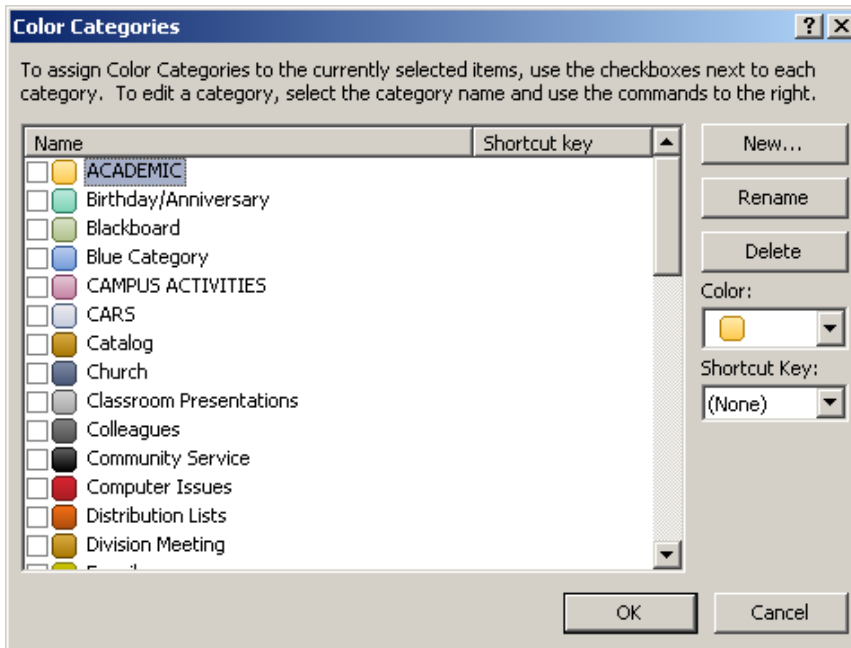 Color Categories
To assign Color Categories to the currently selected items, use the checkboxes next to each
category. To edit a category, select the category name and use the commands to the right.
Name Shortcut key
ACADEMIC
Birthday/Anniversary
Blackboard
Blue Category
CAMPUS ACTIVITIES
CARS
Catalog
Church
Classroom Presentations
Colleagues
Community Service
Computer Issues
Distribution Lists
Division Meeting
New...
Rename
Delete
Color:
Shortcut Key:
(None)
OK Cancel